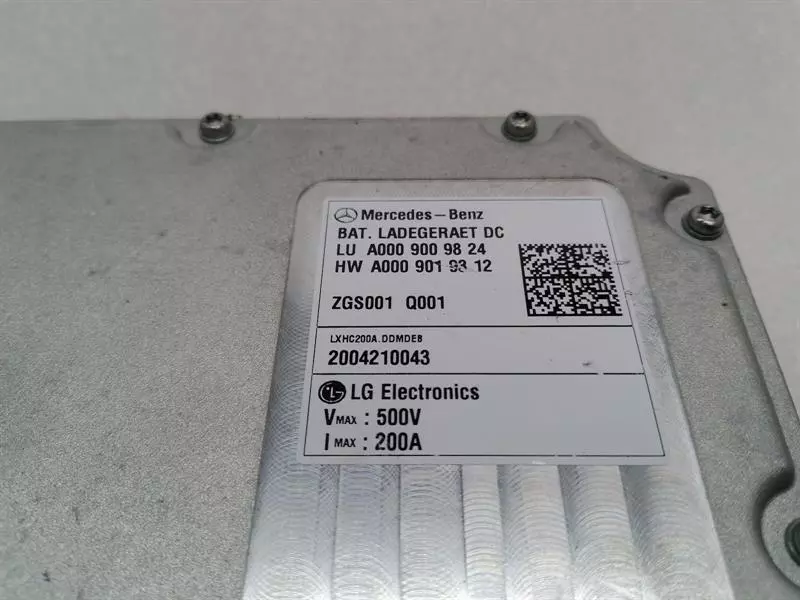 Mercedes-Benz
BAT. LADEGERAET DC
LU A000 900 98 24
HW A000 901 93 12
ZGS001 Q001
LXHC200A.DDMDEB
2004210043
LG Electronics
VMAX : 500V
I MAX : 200A